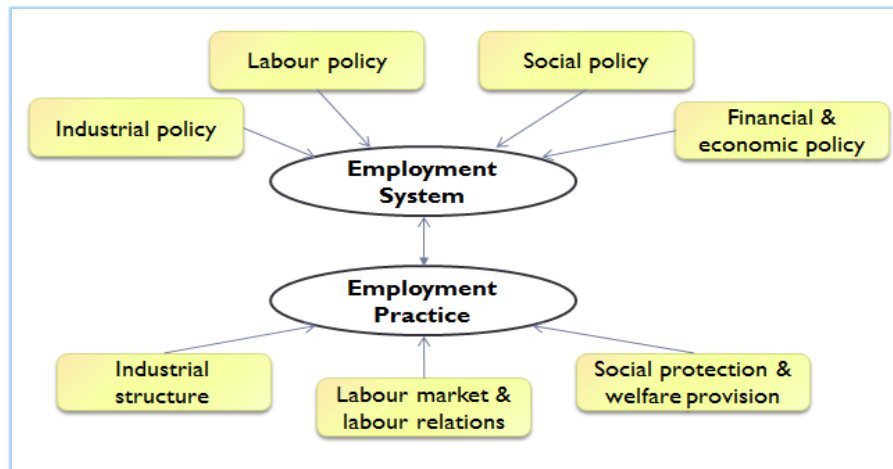 Labour policy
Social policy
Industrial policy
Financial &
economic policy
Employment
System
Employment
Practice
Industrial
structure
Labour market &
labour relations
Social protection &
welfare provision